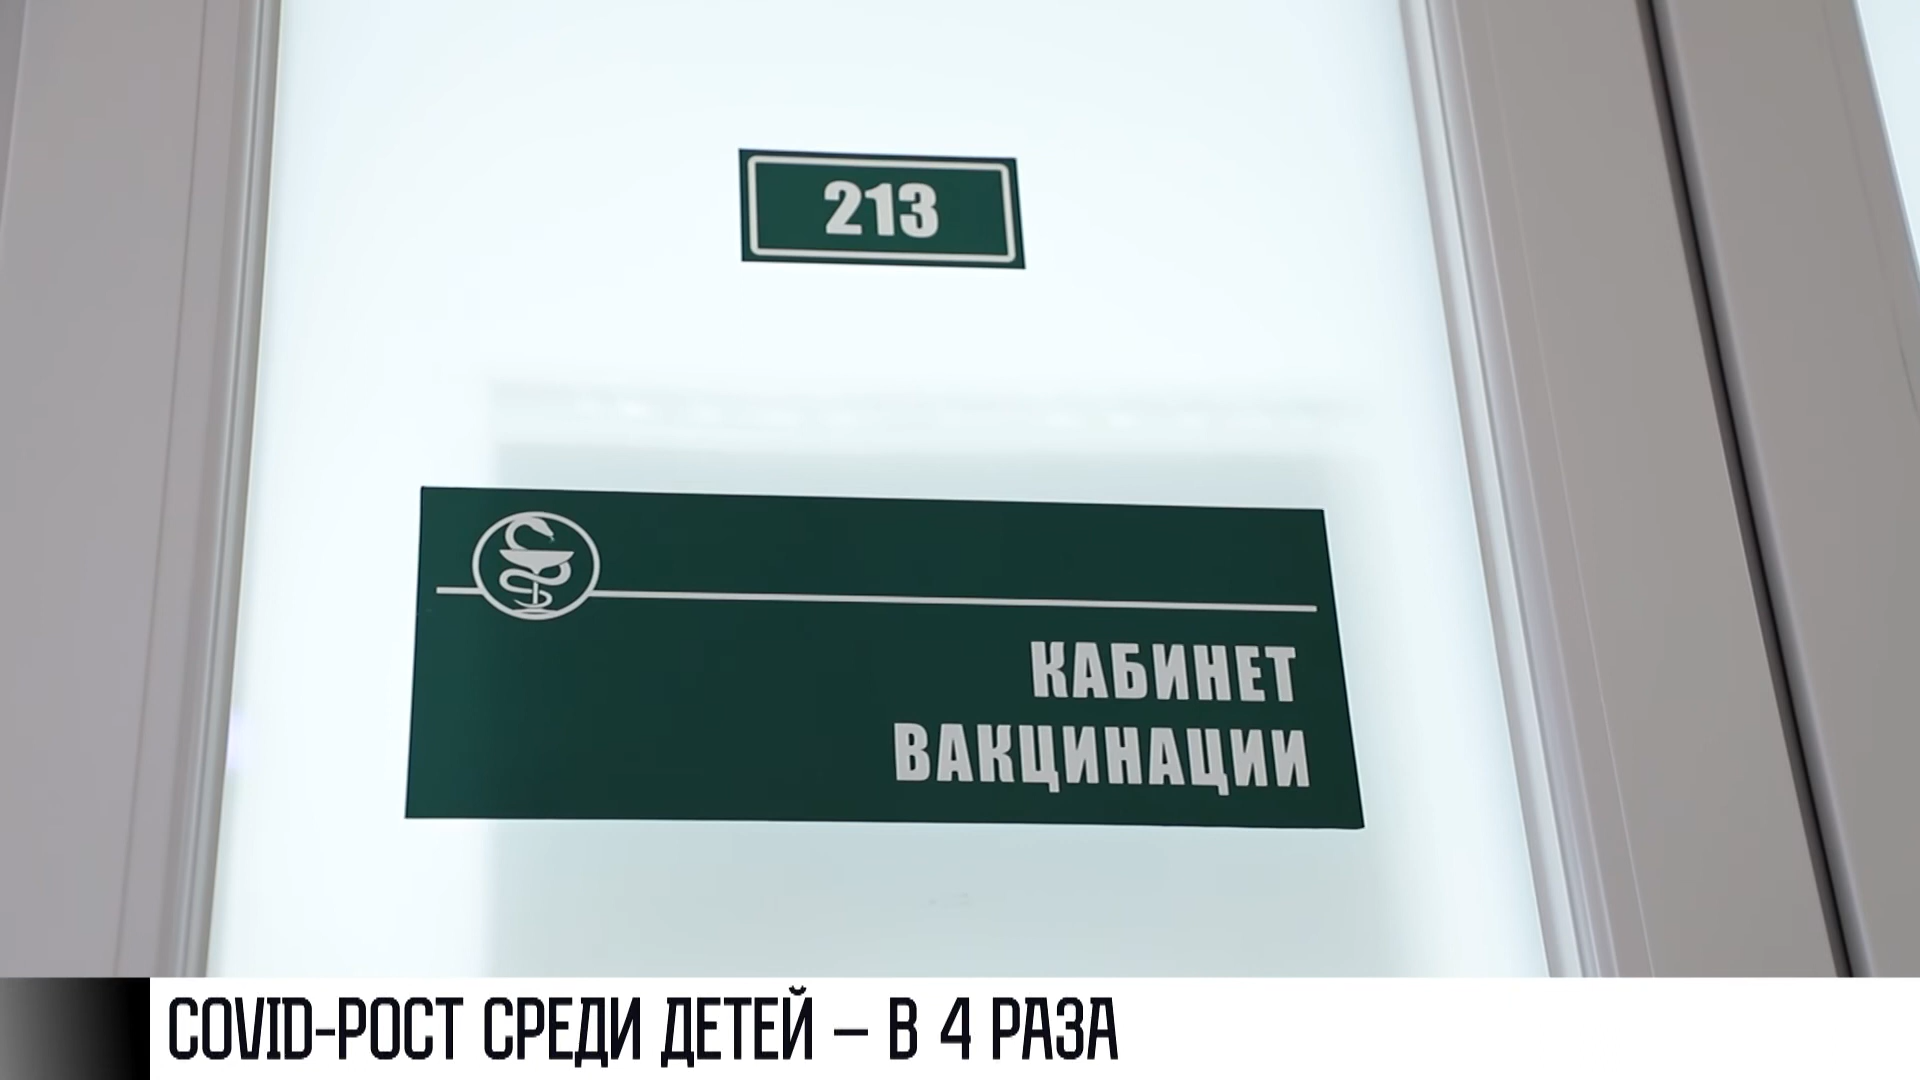 213
КАБИНЕТ
ВАКЦИНАЦИИ
COVID-РОСТ СРЕДИ ДЕТЕЙ – В 4 РАЗА